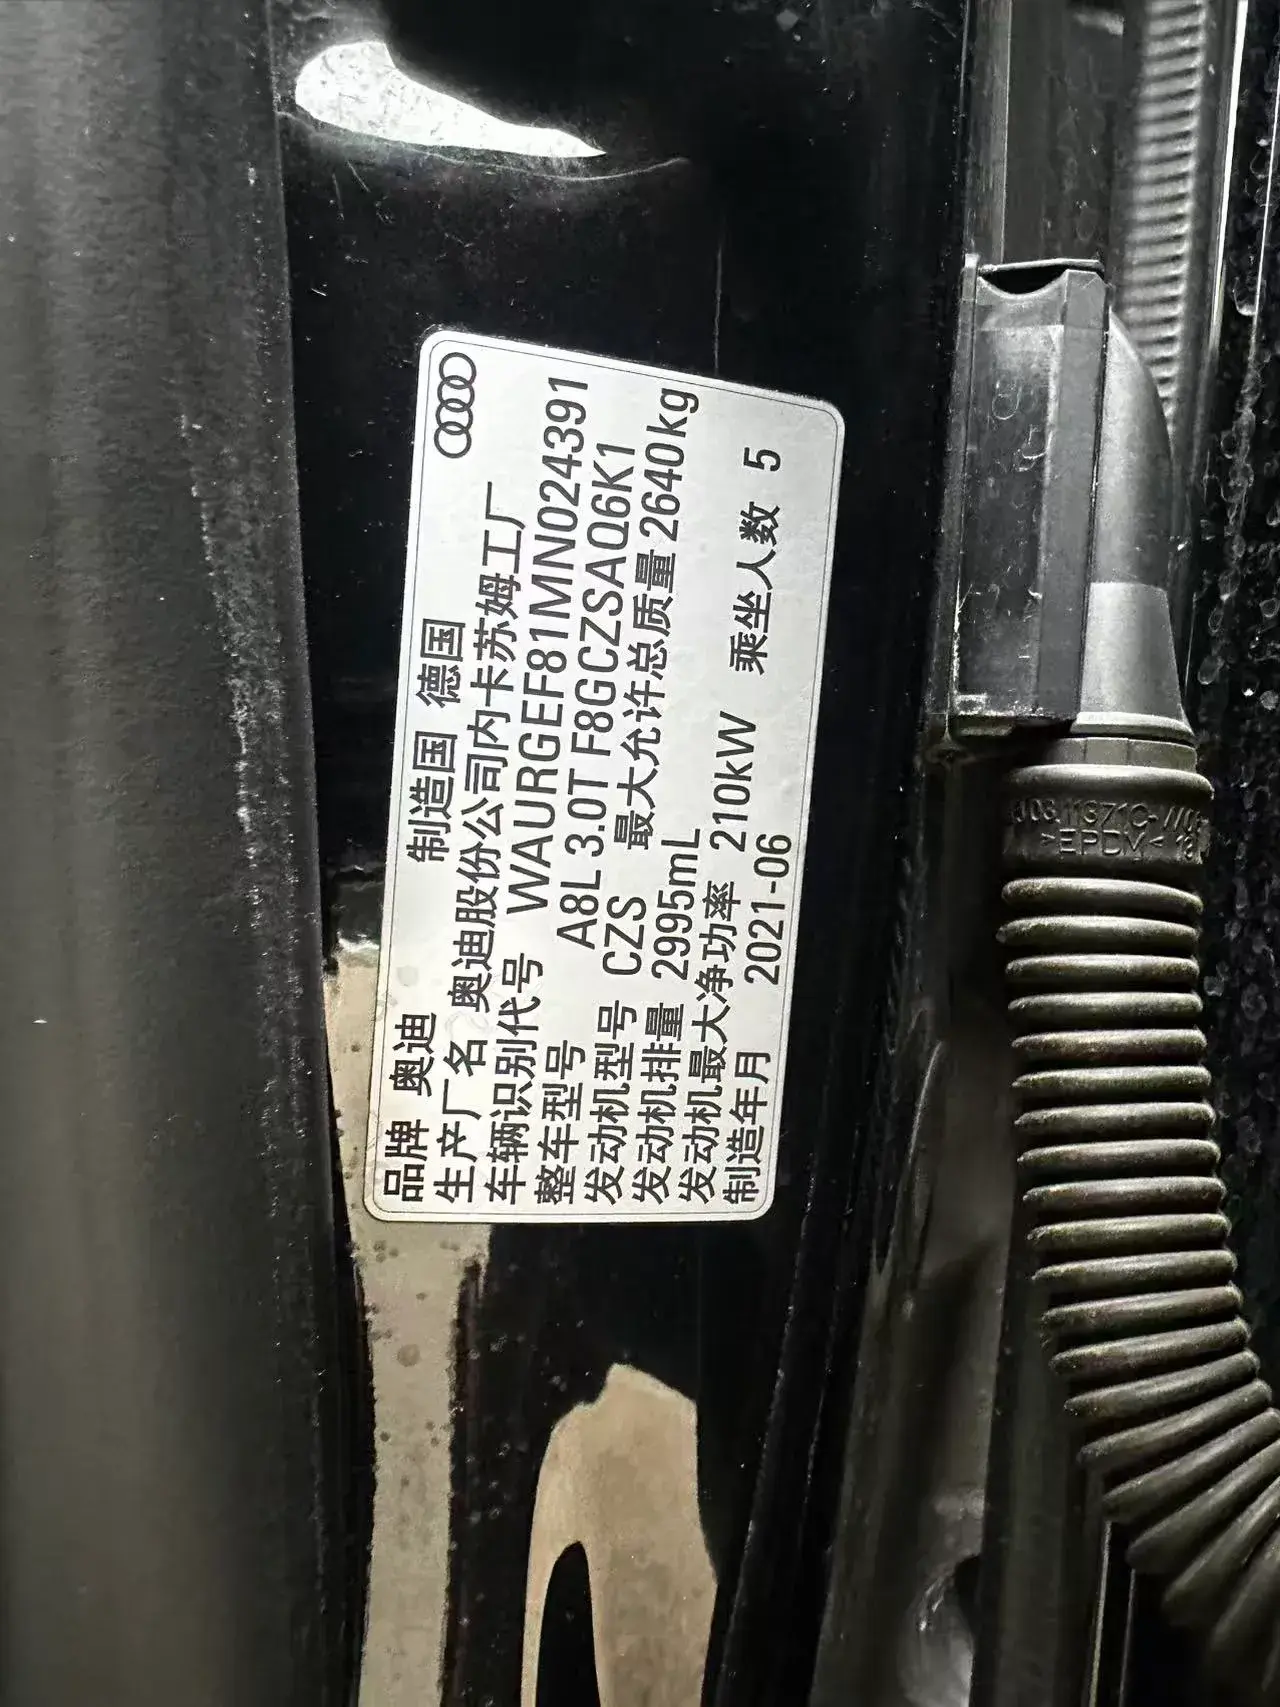 品牌 奥迪 制造国 德国
生产厂名 奥迪股份公司内卡苏姆工厂
车辆识别代号 WAURGEF81MN024391
整车型号 A8L 3.0T F8GCZSAQ6K1
发动机型号 CZS 最大允许总质量 2640kg
发动机排量 2995mL
发动机最大净功率 210kW 乘坐人数 5
制造年月 2021-06
>EPDM<